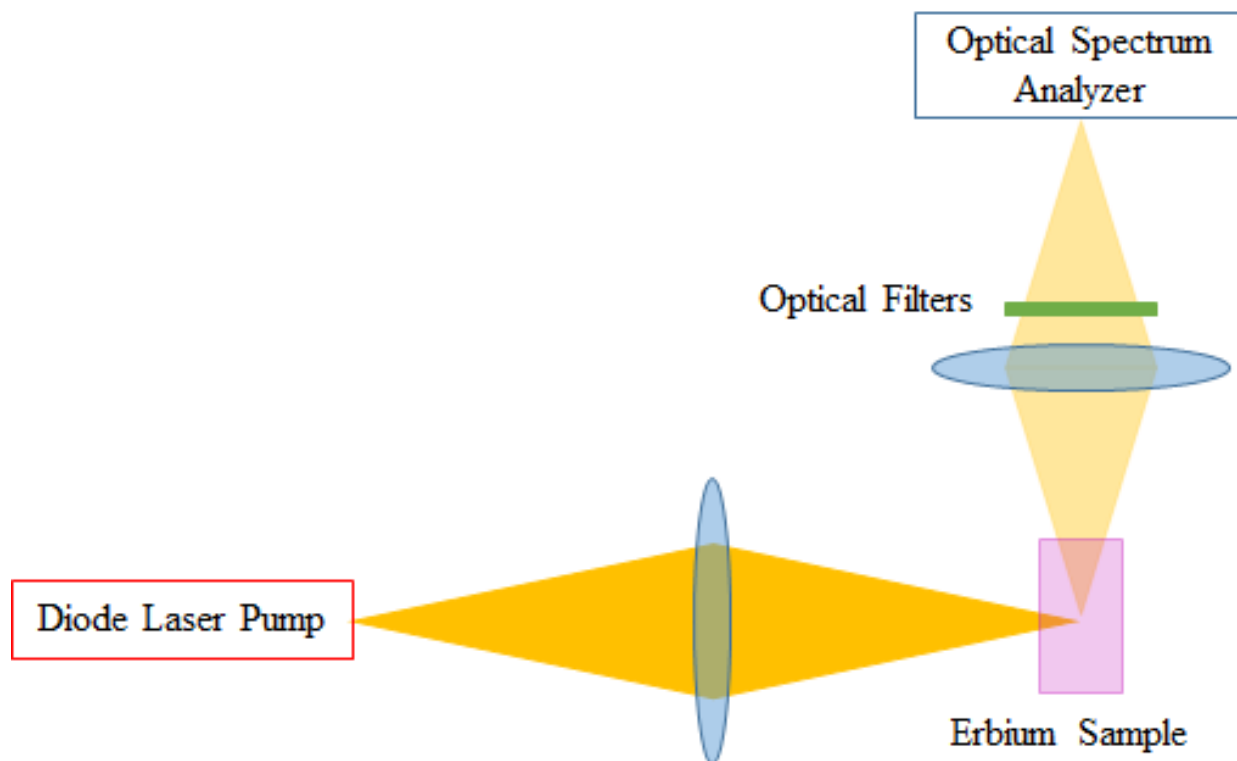 Optical Spectrum
Analyzer
Optical Filters
Diode Laser Pump
Erbium Sample